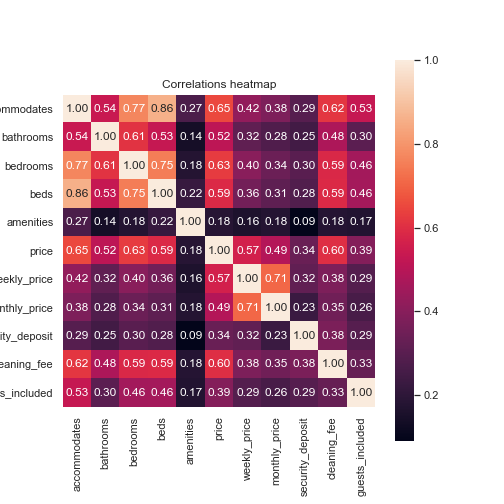 Correlations heatmap
ommodates 1.00 0.54 0.77 0.86 0.27 0.65 0.42 0.38 0.29 0.62 0.53
bathrooms 0.54 1.00 0.61 0.53 0.14 0.52 0.32 0.28 0.25 0.48 0.30
bedrooms 0.77 0.61 1.00 0.75 0.18 0.63 0.40 0.34 0.30 0.59 0.46
beds 0.86 0.53 0.75 1.00 0.22 0.59 0.36 0.31 0.28 0.59 0.46
amenities 0.27 0.14 0.18 0.22 1.00 0.18 0.16 0.18 0.09 0.18 0.17
price 0.65 0.52 0.63 0.59 0.18 1.00 0.57 0.49 0.34 0.60 0.39
eekly_price 0.42 0.32 0.40 0.36 0.16 0.57 1.00 0.71 0.32 0.38 0.29
nthly_price 0.38 0.28 0.34 0.31 0.18 0.49 0.71 1.00 0.23 0.35 0.26
ity_deposit 0.29 0.25 0.30 0.28 0.09 0.34 0.32 0.23 1.00 0.38 0.29
eaning_fee 0.62 0.48 0.59 0.59 0.18 0.60 0.38 0.35 0.38 1.00 0.33
s_included 0.53 0.30 0.46 0.46 0.17 0.39 0.29 0.26 0.29 0.33 1.00
accommodates
bathrooms
bedrooms
beds
amenities
price
weekly_price
monthly_price
security_deposit
cleaning_fee
guests_included
1.0
0.8
0.6
0.4
0.2